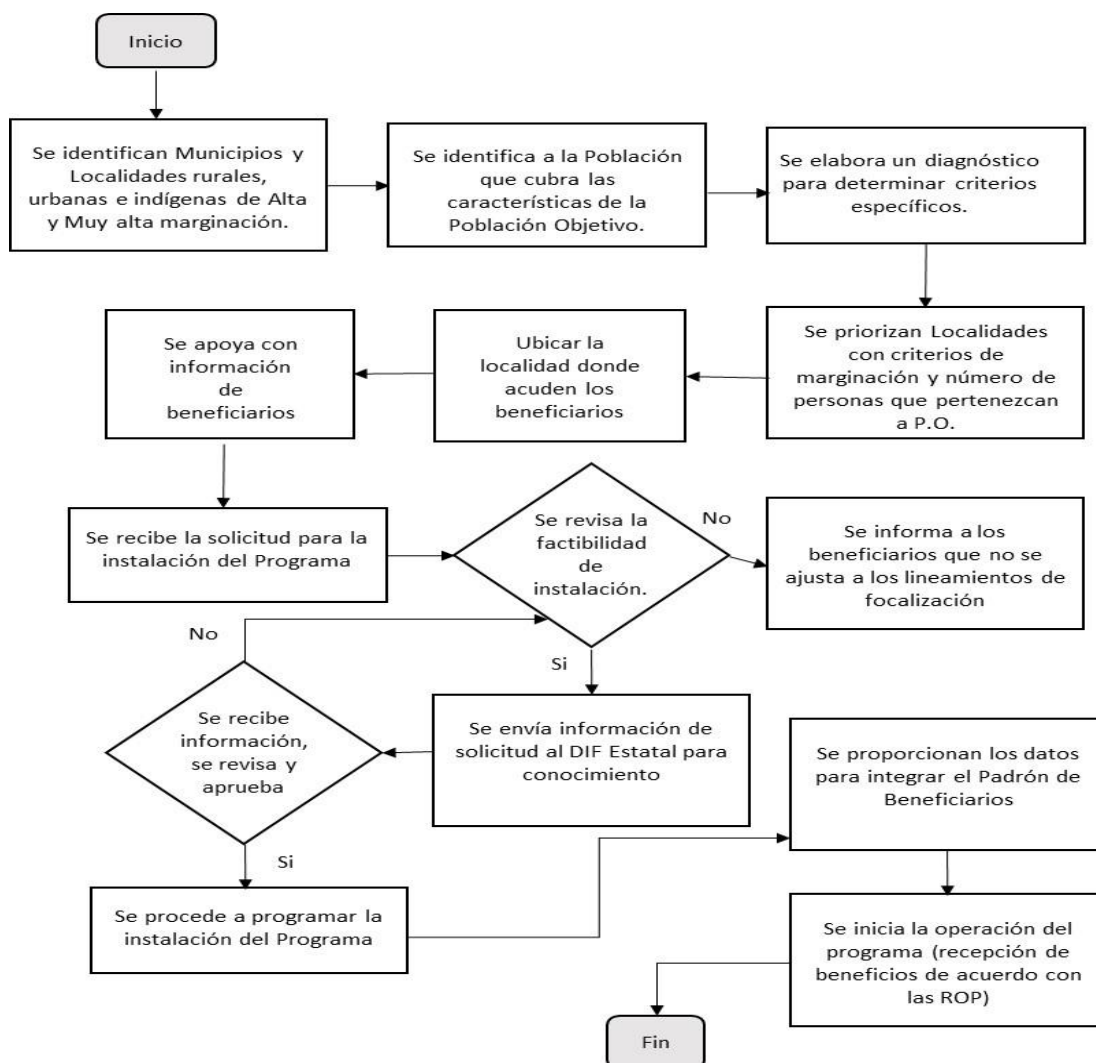 Inicio
Se identifican Municipios y
Localidades rurales,
urbanas e indígenas de Alta
y Muy alta marginación.
Se identifica a la Población
que cubra las
características de la
Población Objetivo.
Se elabora un diagnóstico
para determinar criterios
específicos.
Se priorizan Localidades
con criterios de
marginación y número de
personas que pertenezcan
a P.O.
Ubicar la
localidad donde
acuden los
beneficiarios
Se apoya con
información
de
beneficiarios
Se recibe la solicitud para la
instalación del Programa
Se revisa la
factibilidad
de
instalación.
No
Se informa a los
beneficiarios que no se
ajusta a los lineamientos de
focalización
Si
Se envía información de
solicitud al DIF Estatal para
conocimiento
Se recibe
información,
se revisa y
aprueba
No
Si
Se procede a programar la
instalación del Programa
Se proporcionan los datos
para integrar el Padrón de
Beneficiarios
Se inicia la operación del
programa (recepción de
beneficios de acuerdo con
las ROP)
Fin